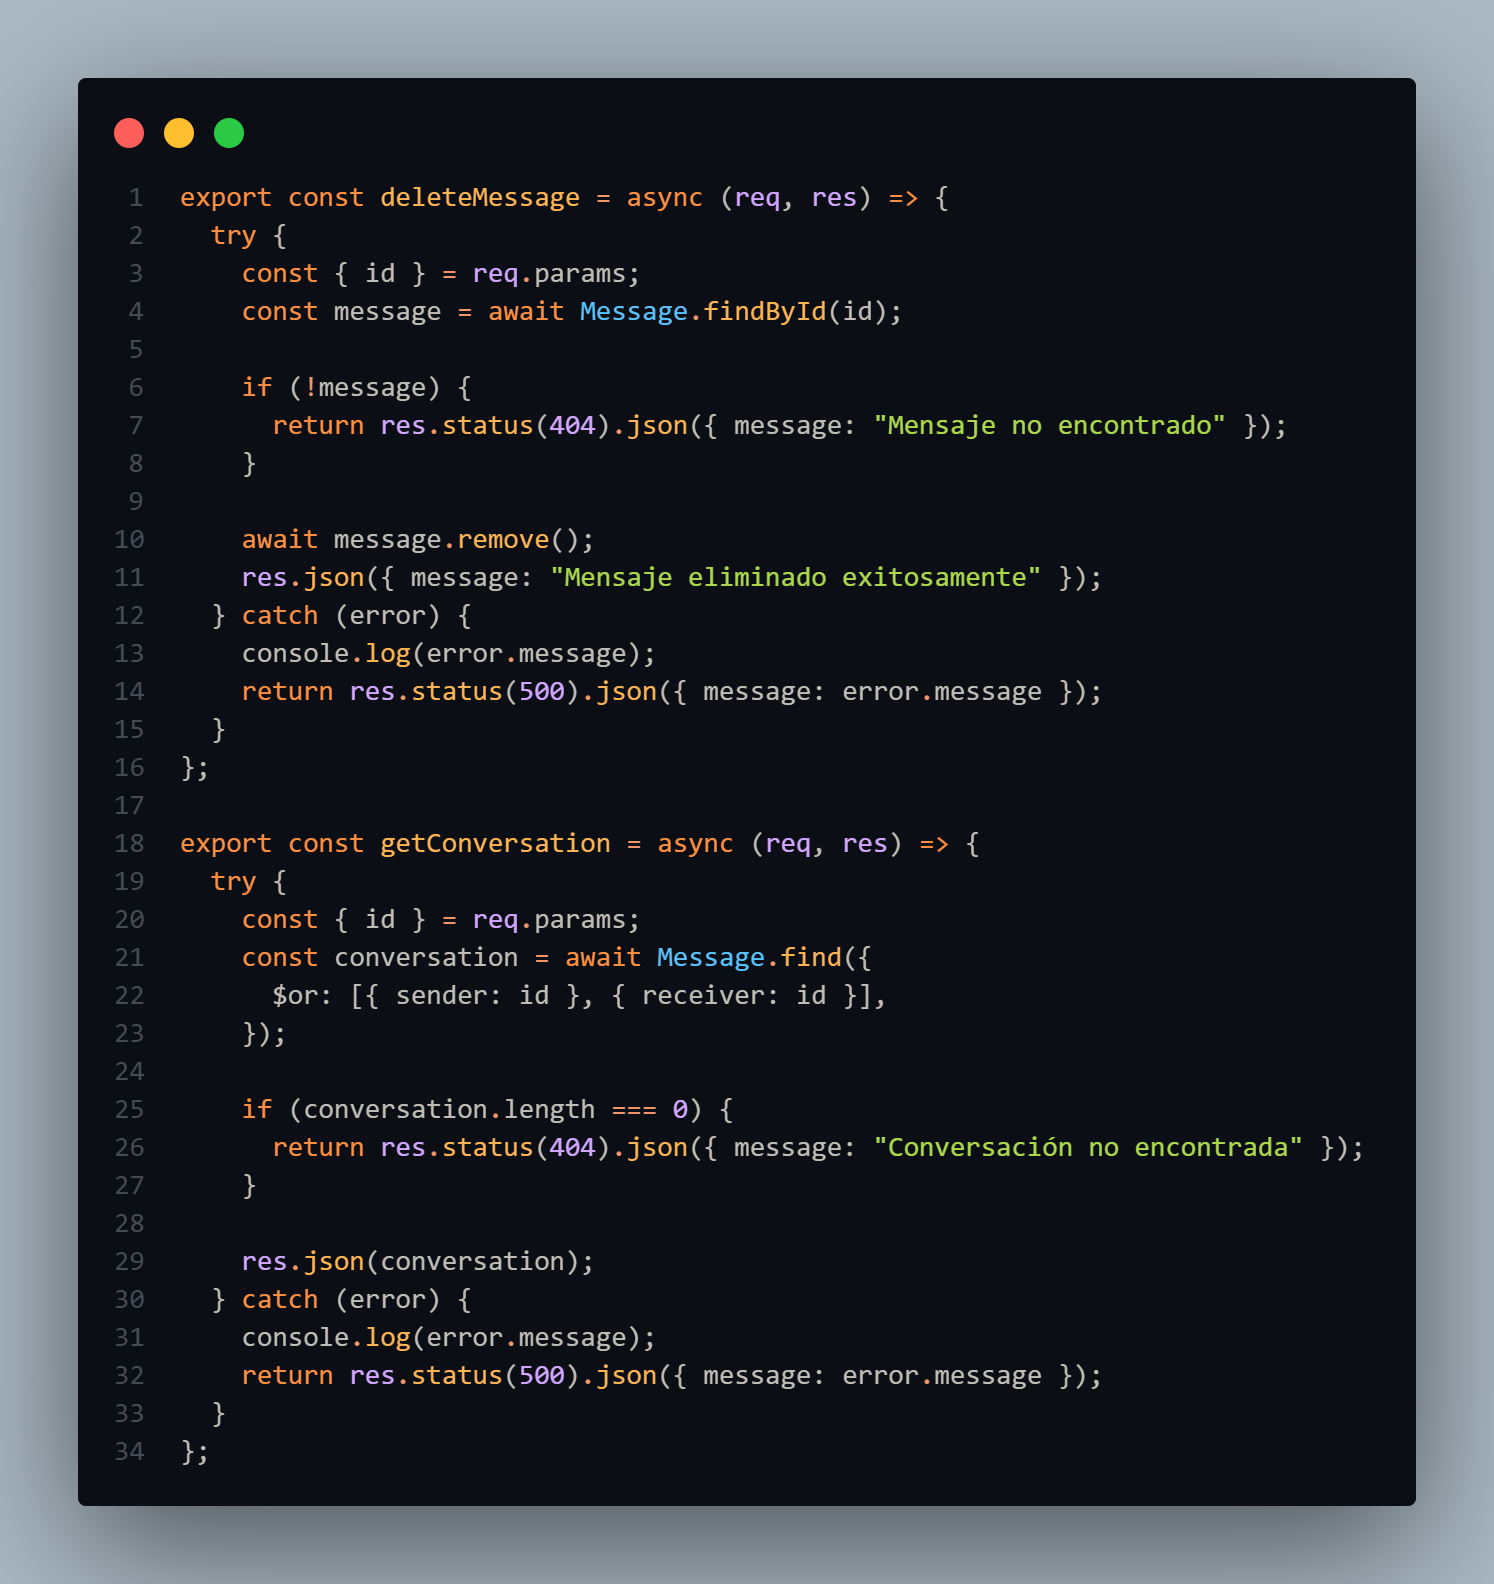 1 export const deleteMessage = async (req, res) => {
2   try {
3     const { id } = req.params;
4     const message = await Message.findById(id);
5
6     if (!message) {
7       return res.status(404).json({ message: "Mensaje no encontrado" });
8     }
9
10     await message.remove();
11     res.json({ message: "Mensaje eliminado exitosamente" });
12   } catch (error) {
13     console.log(error.message);
14     return res.status(500).json({ message: error.message });
15   }
16 };
17
18 export const getConversation = async (req, res) => {
19   try {
20     const { id } = req.params;
21     const conversation = await Message.find({
22       $or: [{ sender: id }, { receiver: id }],
23     });
24
25     if (conversation.length === 0) {
26       return res.status(404).json({ message: "Conversación no encontrada" });
27     }
28
29     res.json(conversation);
30   } catch (error) {
31     console.log(error.message);
32     return res.status(500).json({ message: error.message });
33   }
34 };